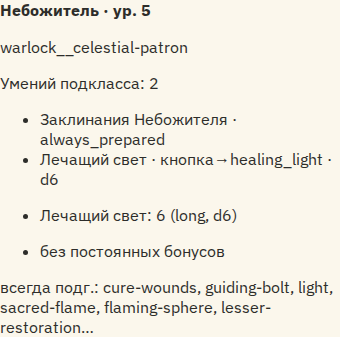 Небожитель · ур. 5
warlock__celestial-patron
Умений подкласса: 2
• Заклинания Небожителя ·
always_prepared
• Лечащий свет · кнопка→healing_light ·
d6
• Лечащий свет: 6 (long, d6)
• без постоянных бонусов
всегда подг.: cure-wounds, guiding-bolt, light,
sacred-flame, flaming-sphere, lesser-
restoration…